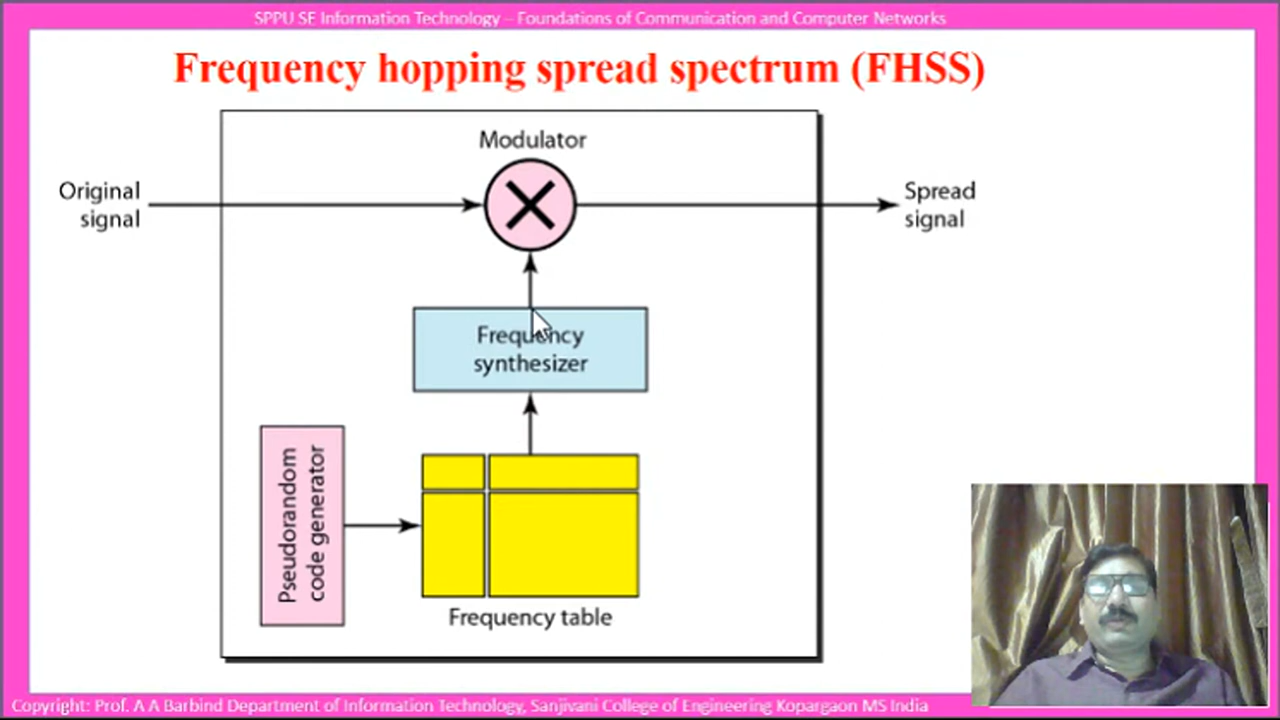 SPPU SE Information Technology – Foundations of Communication and Computer Networks
Frequency hopping spread spectrum (FHSS)
Modulator
Original
signal
Spread
signal
Frequency
synthesizer
Pseudorandom
code generator
Frequency table
Copyright: Prof. A A Barbind Department of Information Technology, Sanjivani College of Engineering Kopargaon MS India